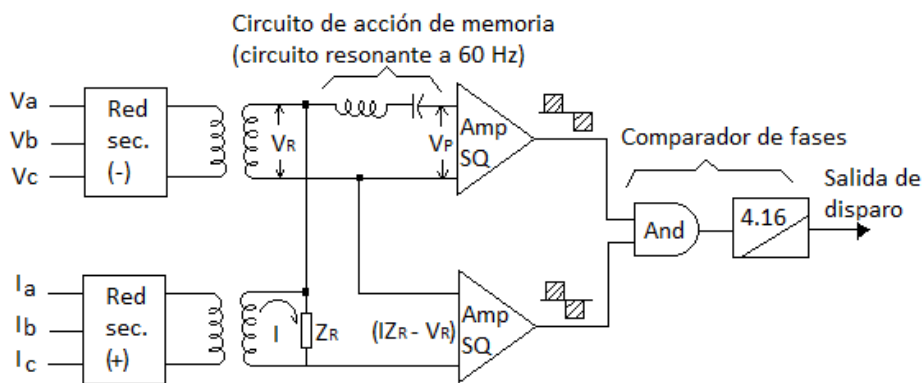 Circuito de acción de memoria
(circuito resonante a 60 Hz)
Va
Vb
Vc
Red
sec.
(-)
VR
VP
Amp
SQ
Comparador de fases
Salida de
disparo
And
4.16
Ia
Ib
Ic
Red
sec.
(+)
I
ZR
(IZR - VR)
Amp
SQ